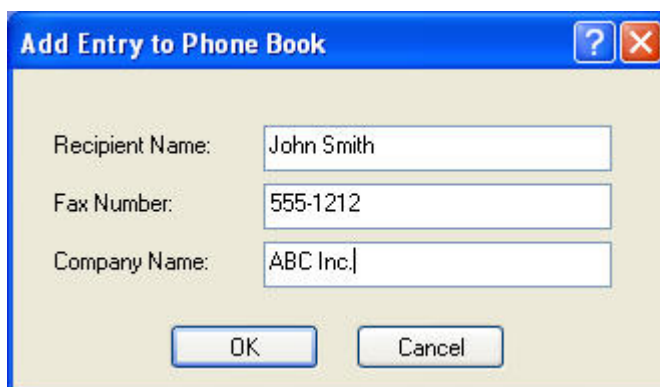 Add Entry to Phone Book ?
Recipient Name: John Smith
Fax Number: 555-1212
Company Name: ABC Inc.
OK Cancel